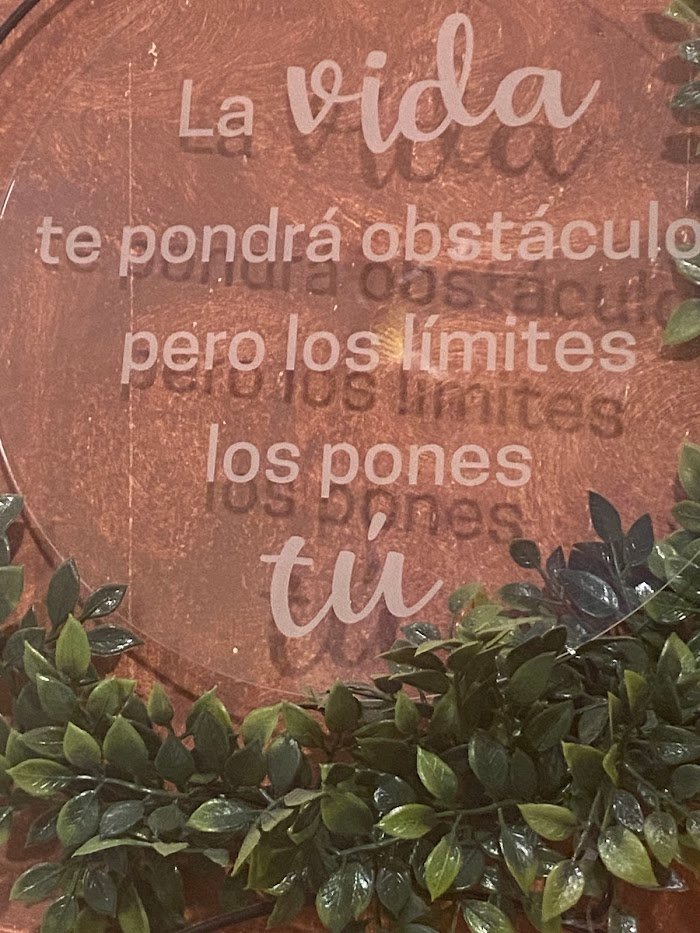 La vida
te pondrá obstáculo
pero los límites
los pones
tú